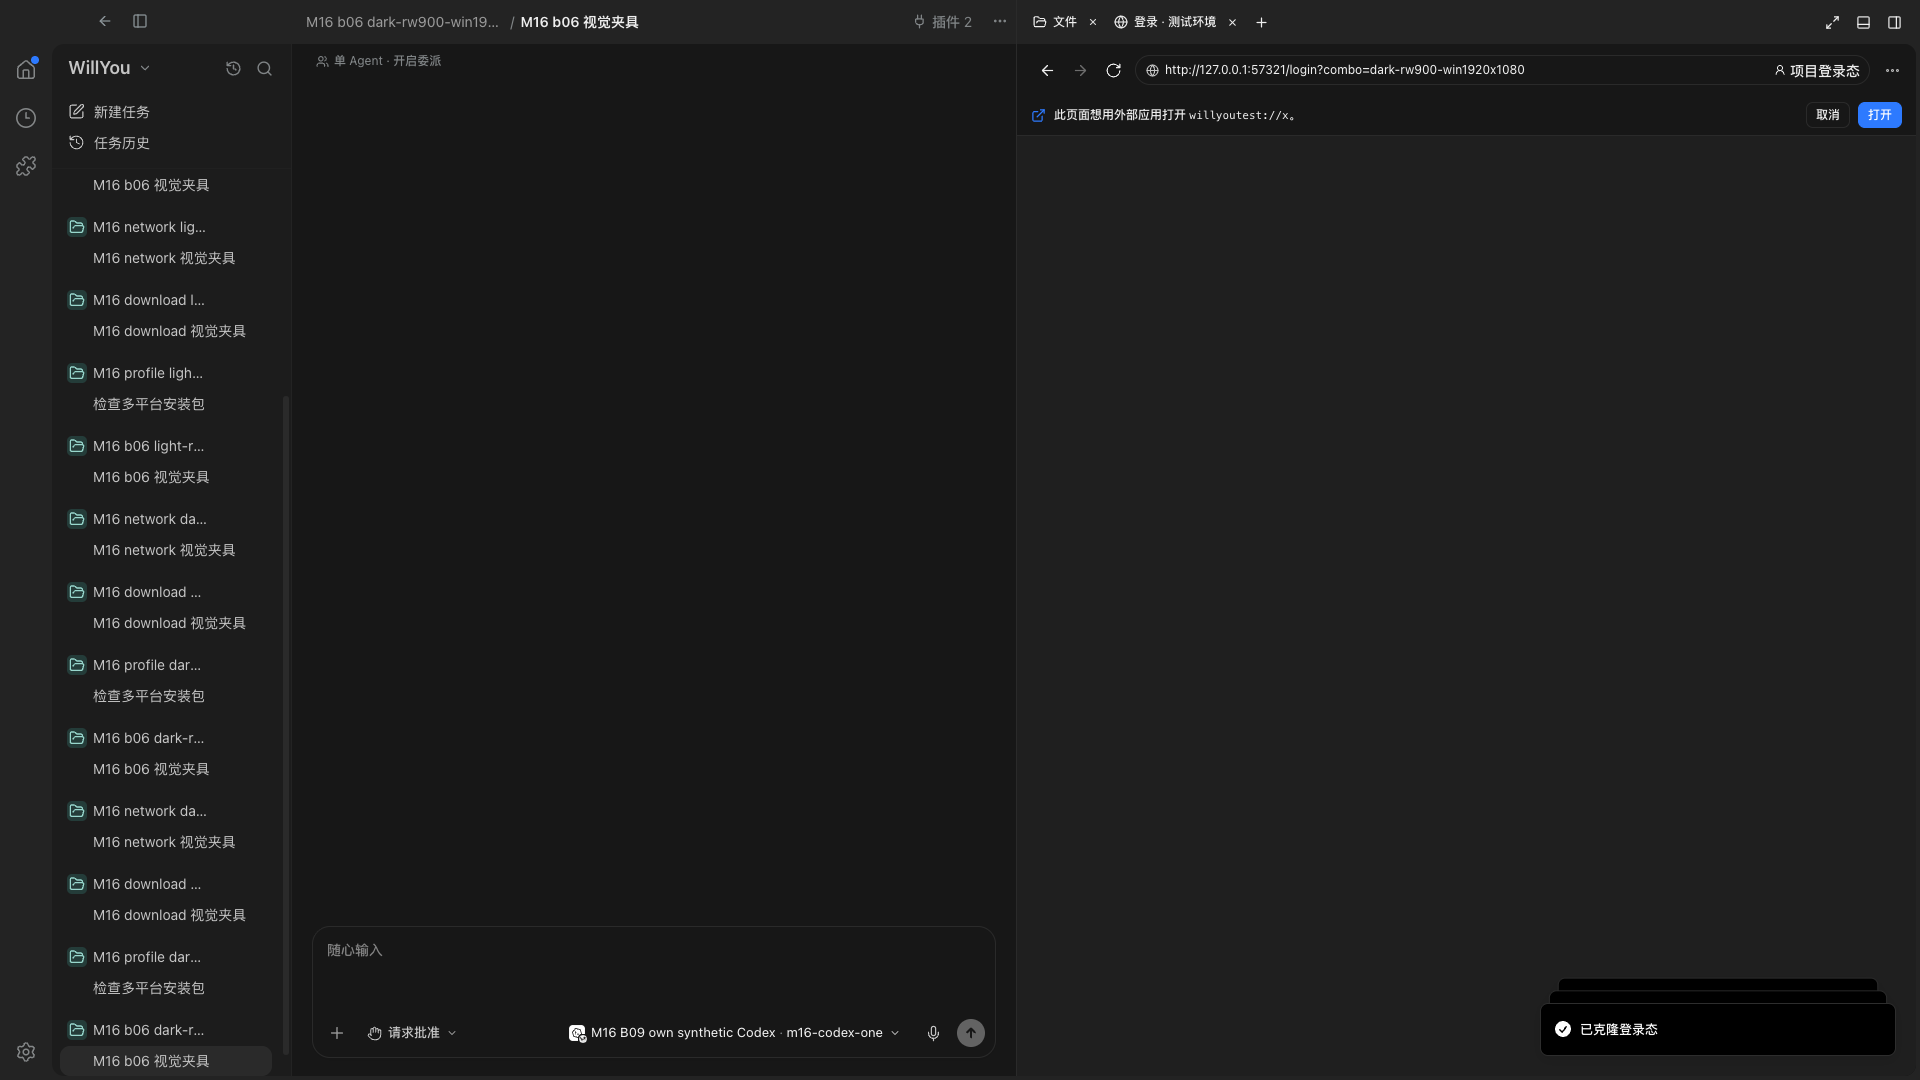 M16 b06 dark-rw900-win19... / M16 b06 视觉夹具
插件 2
文件
登录 · 测试环境
WillYou
单 Agent · 开启委派
http://127.0.0.1:57321/login?combo=dark-rw900-win1920x1080
项目登录态
新建任务
此页面想用外部应用打开 willyoutest://x。
取消
打开
任务历史
M16 b06 视觉夹具
M16 network lig...
M16 network 视觉夹具
M16 download l...
M16 download 视觉夹具
M16 profile ligh...
检查多平台安装包
M16 b06 light-r...
M16 b06 视觉夹具
M16 network da...
M16 network 视觉夹具
M16 download ...
M16 download 视觉夹具
M16 profile dar...
检查多平台安装包
M16 b06 dark-r...
M16 b06 视觉夹具
M16 network da...
M16 network 视觉夹具
M16 download ...
M16 download 视觉夹具
M16 profile dar...
检查多平台安装包
M16 b06 dark-r...
M16 b06 视觉夹具
随心输入
请求批准
M16 B09 own synthetic Codex · m16-codex-one
已克隆登录态